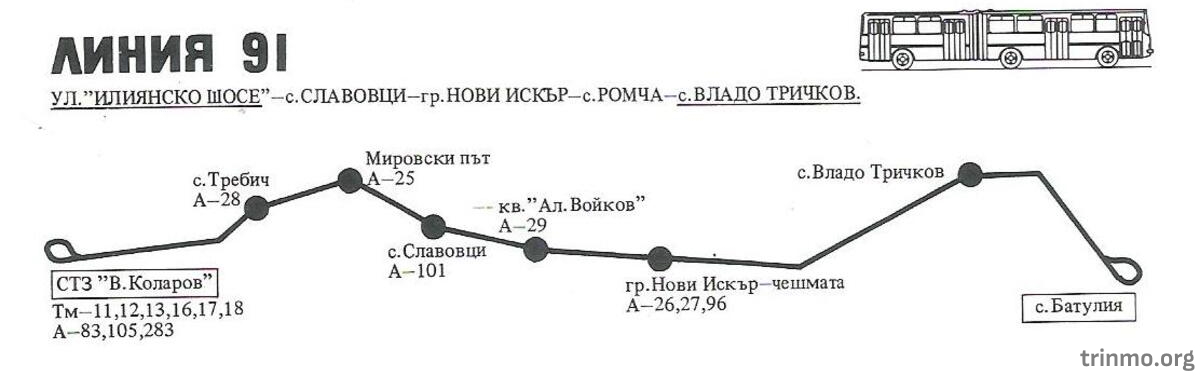 ЛИНИЯ 91
УЛ."ИЛИЯНСКО ШОСЕ"–с.СЛАВОВЦИ–гр.НОВИ ИСКЪР–с.РОМЧА–с.ВЛАДО ТРИЧКОВ.
Мировски път
А–25
с.Требич
А–28
с.Владо Тричков
кв."Ал.Войков"
А–29
с.Славовци
А–101
СТЗ "В.Коларов"
Тм–11,12,13,16,17,18
А–83,105,283
гр.Нови Искър–чешмата
А–26,27,96
с.Батулия
trinmo.org